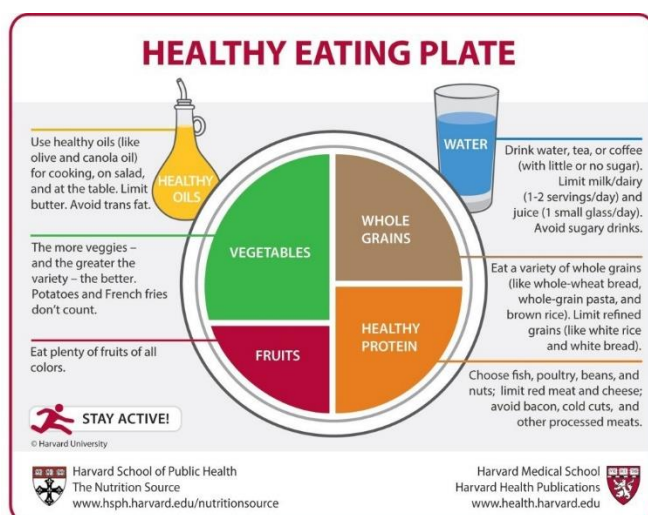 HEALTHY EATING PLATE
Use healthy oils (like
olive and canola oil)
for cooking, on salad,
and at the table. Limit
butter. Avoid trans fat.
HEALTHY
OILS
The more veggies –
and the greater the
variety – the better.
Potatoes and French fries
don't count.
Eat plenty of fruits of all
colors.
VEGETABLES
FRUITS
WHOLE
GRAINS
HEALTHY
PROTEIN
WATER
Drink water, tea, or coffee
(with little or no sugar).
Limit milk/dairy
(1-2 servings/day) and
juice (1 small glass/day).
Avoid sugary drinks.
Eat a variety of whole grains
(like whole-wheat bread,
whole-grain pasta, and
brown rice). Limit refined
grains (like white rice
and white bread).
Choose fish, poultry, beans, and
nuts; limit red meat and cheese;
avoid bacon, cold cuts, and
other processed meats.
STAY ACTIVE!
© Harvard University
Harvard School of Public Health
The Nutrition Source
www.hsph.harvard.edu/nutritionsource
Harvard Medical School
Harvard Health Publications
www.health.harvard.edu